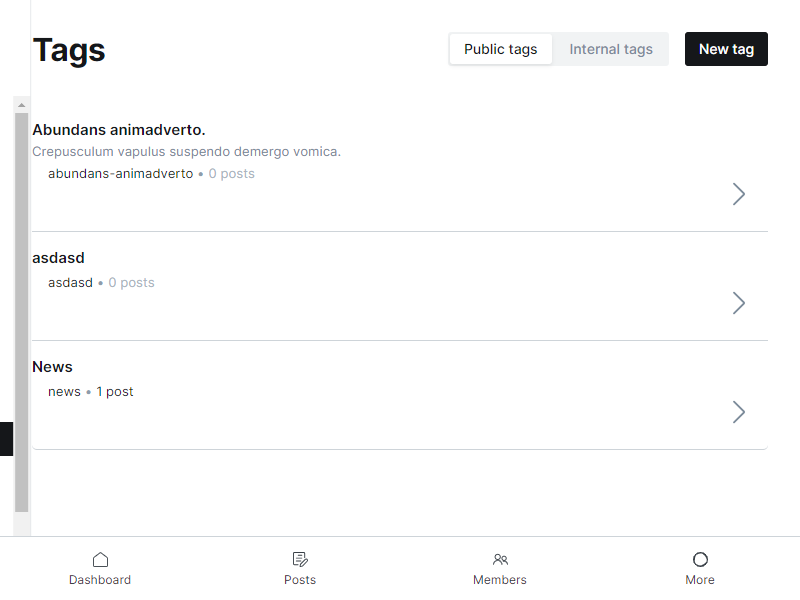 Tags
Public tags
Internal tags
New tag
Abundans animadverto.
Crepusculum vapulus suspendo demergo vomica.
abundans-animadverto • 0 posts
asdasd
asdasd • 0 posts
News
news • 1 post
Dashboard
Posts
Members
More